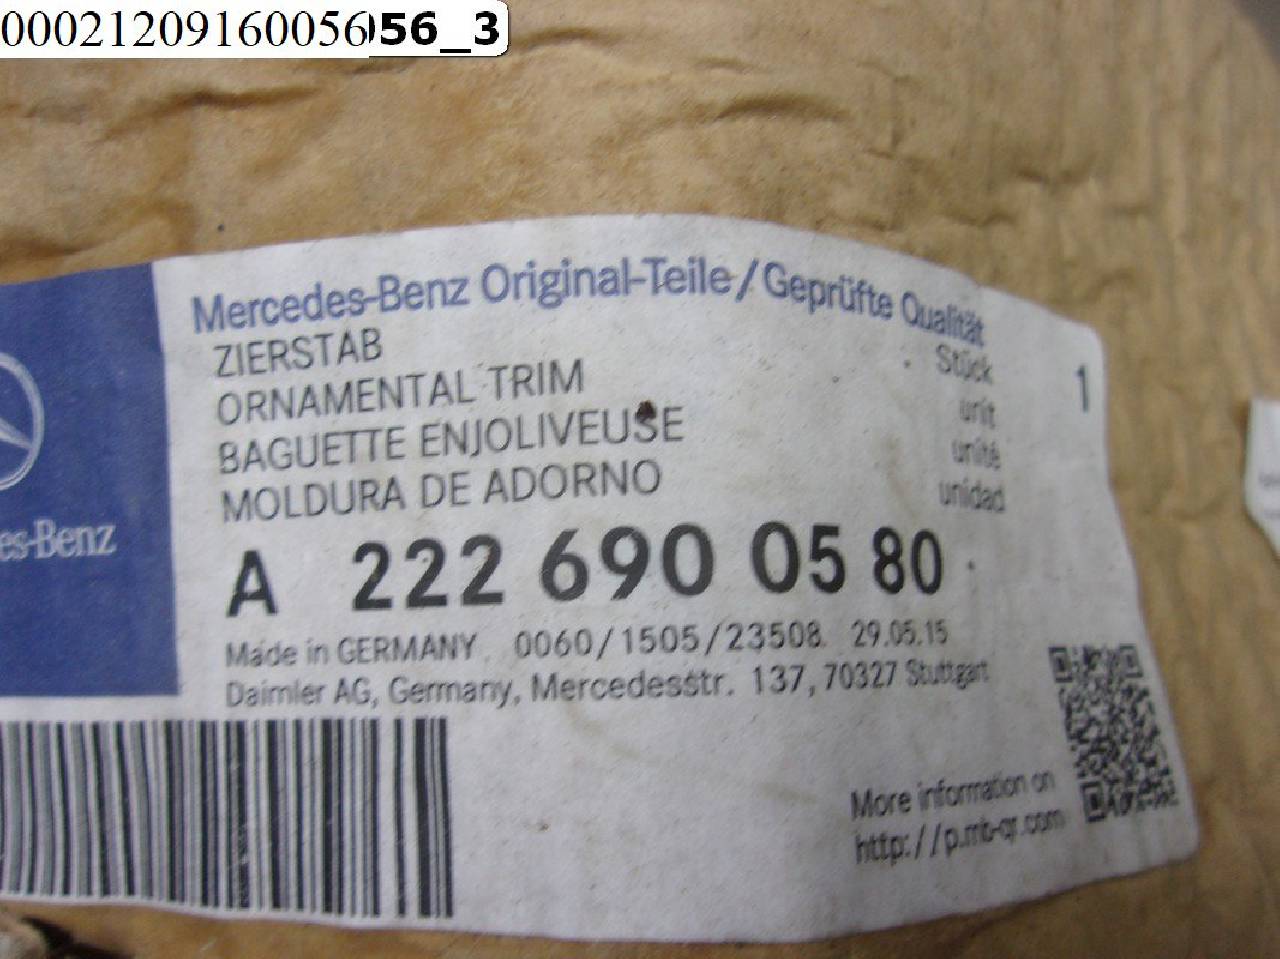 00021209160056056_3
Mercedes-Benz Original-Teile/Geprüfte Qualität
ZIERSTAB Stück 1
ORNAMENTAL TRIM unit
BAGUETTE ENJOLIVEUSE unité
MOLDURA DE ADORNO unidad
es-Benz
A 222 690 05 80
Made in GERMANY 0060/1505/23508 29.05.15
Daimler AG, Germany, Mercedesstr. 137, 70327 Stuttgart
More information on
http://p.mb-qr.com